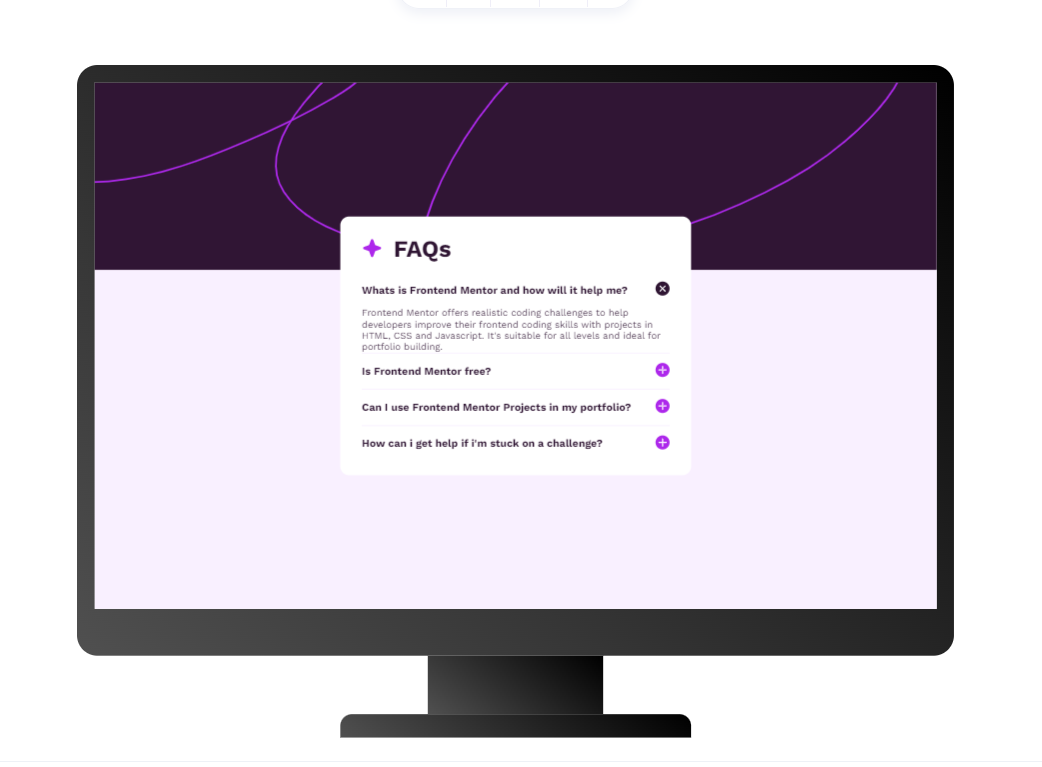 FAQs
Whats is Frontend Mentor and how will it help me?
Frontend Mentor offers realistic coding challenges to help
developers improve their frontend coding skills with projects in
HTML, CSS and Javascript. It's suitable for all levels and ideal for
portfolio building.
Is Frontend Mentor free?
Can I use Frontend Mentor Projects in my portfolio?
How can i get help if i'm stuck on a challenge?